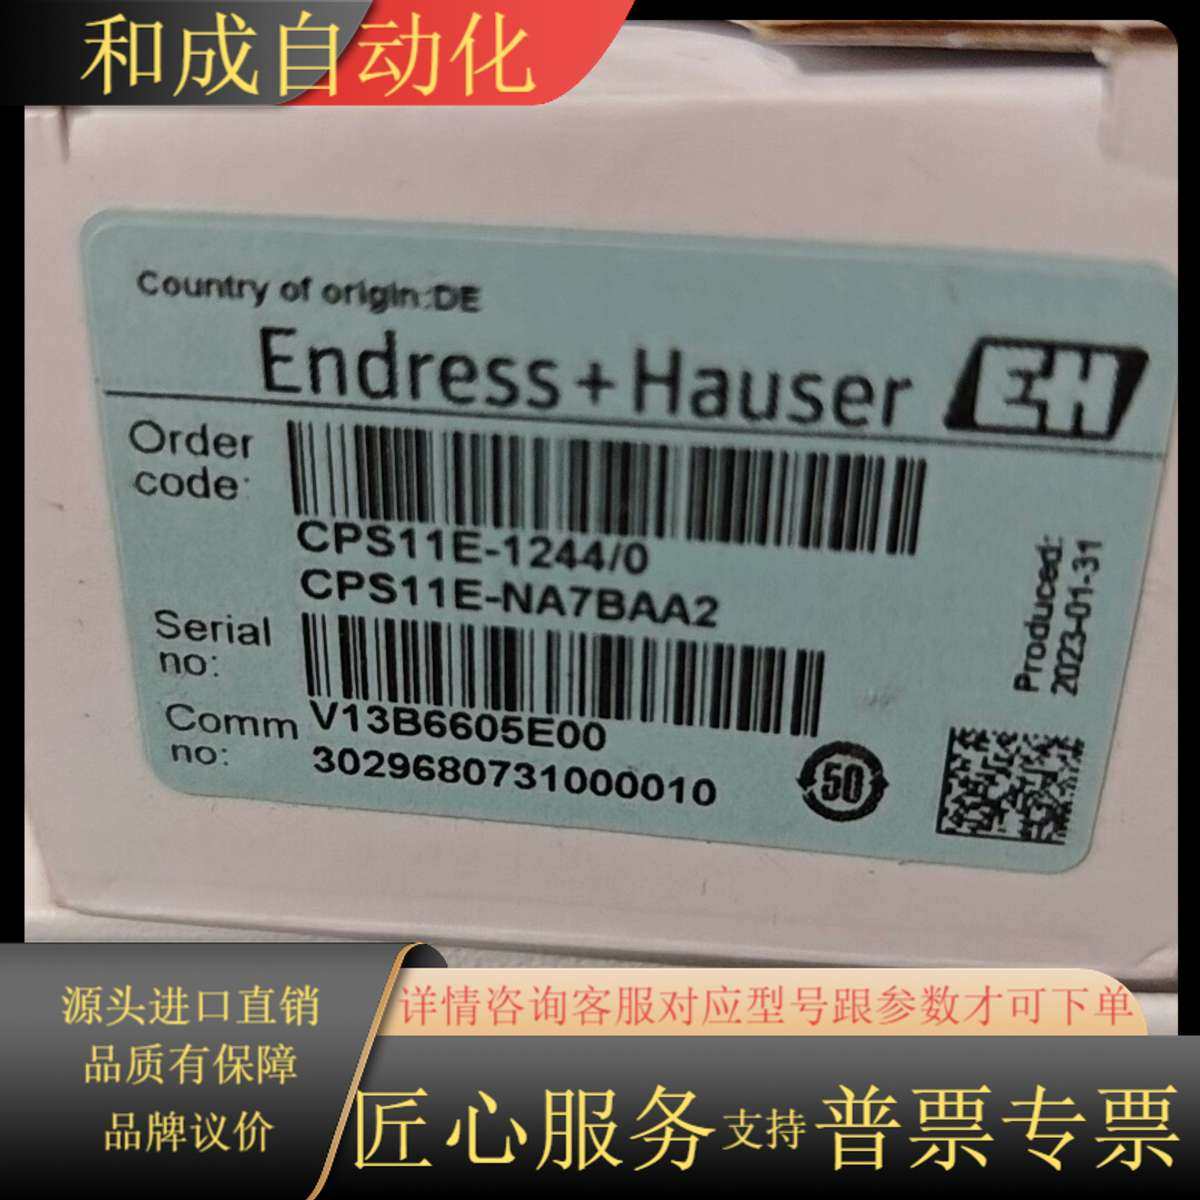 和成自动化
Country of origin:DE
Endress+Hauser
EH
Order
code:
CPS11E-1244/0
CPS11E-NA7BAA2
Serial
no:
V13B6605E00
Comm
no:
3029680731000010
50
Produced:
2023-01-31
源头进口直销
品质有保障
品牌议价
详情咨询客服对应型号跟参数才可下单
匠心服务支持普票专票